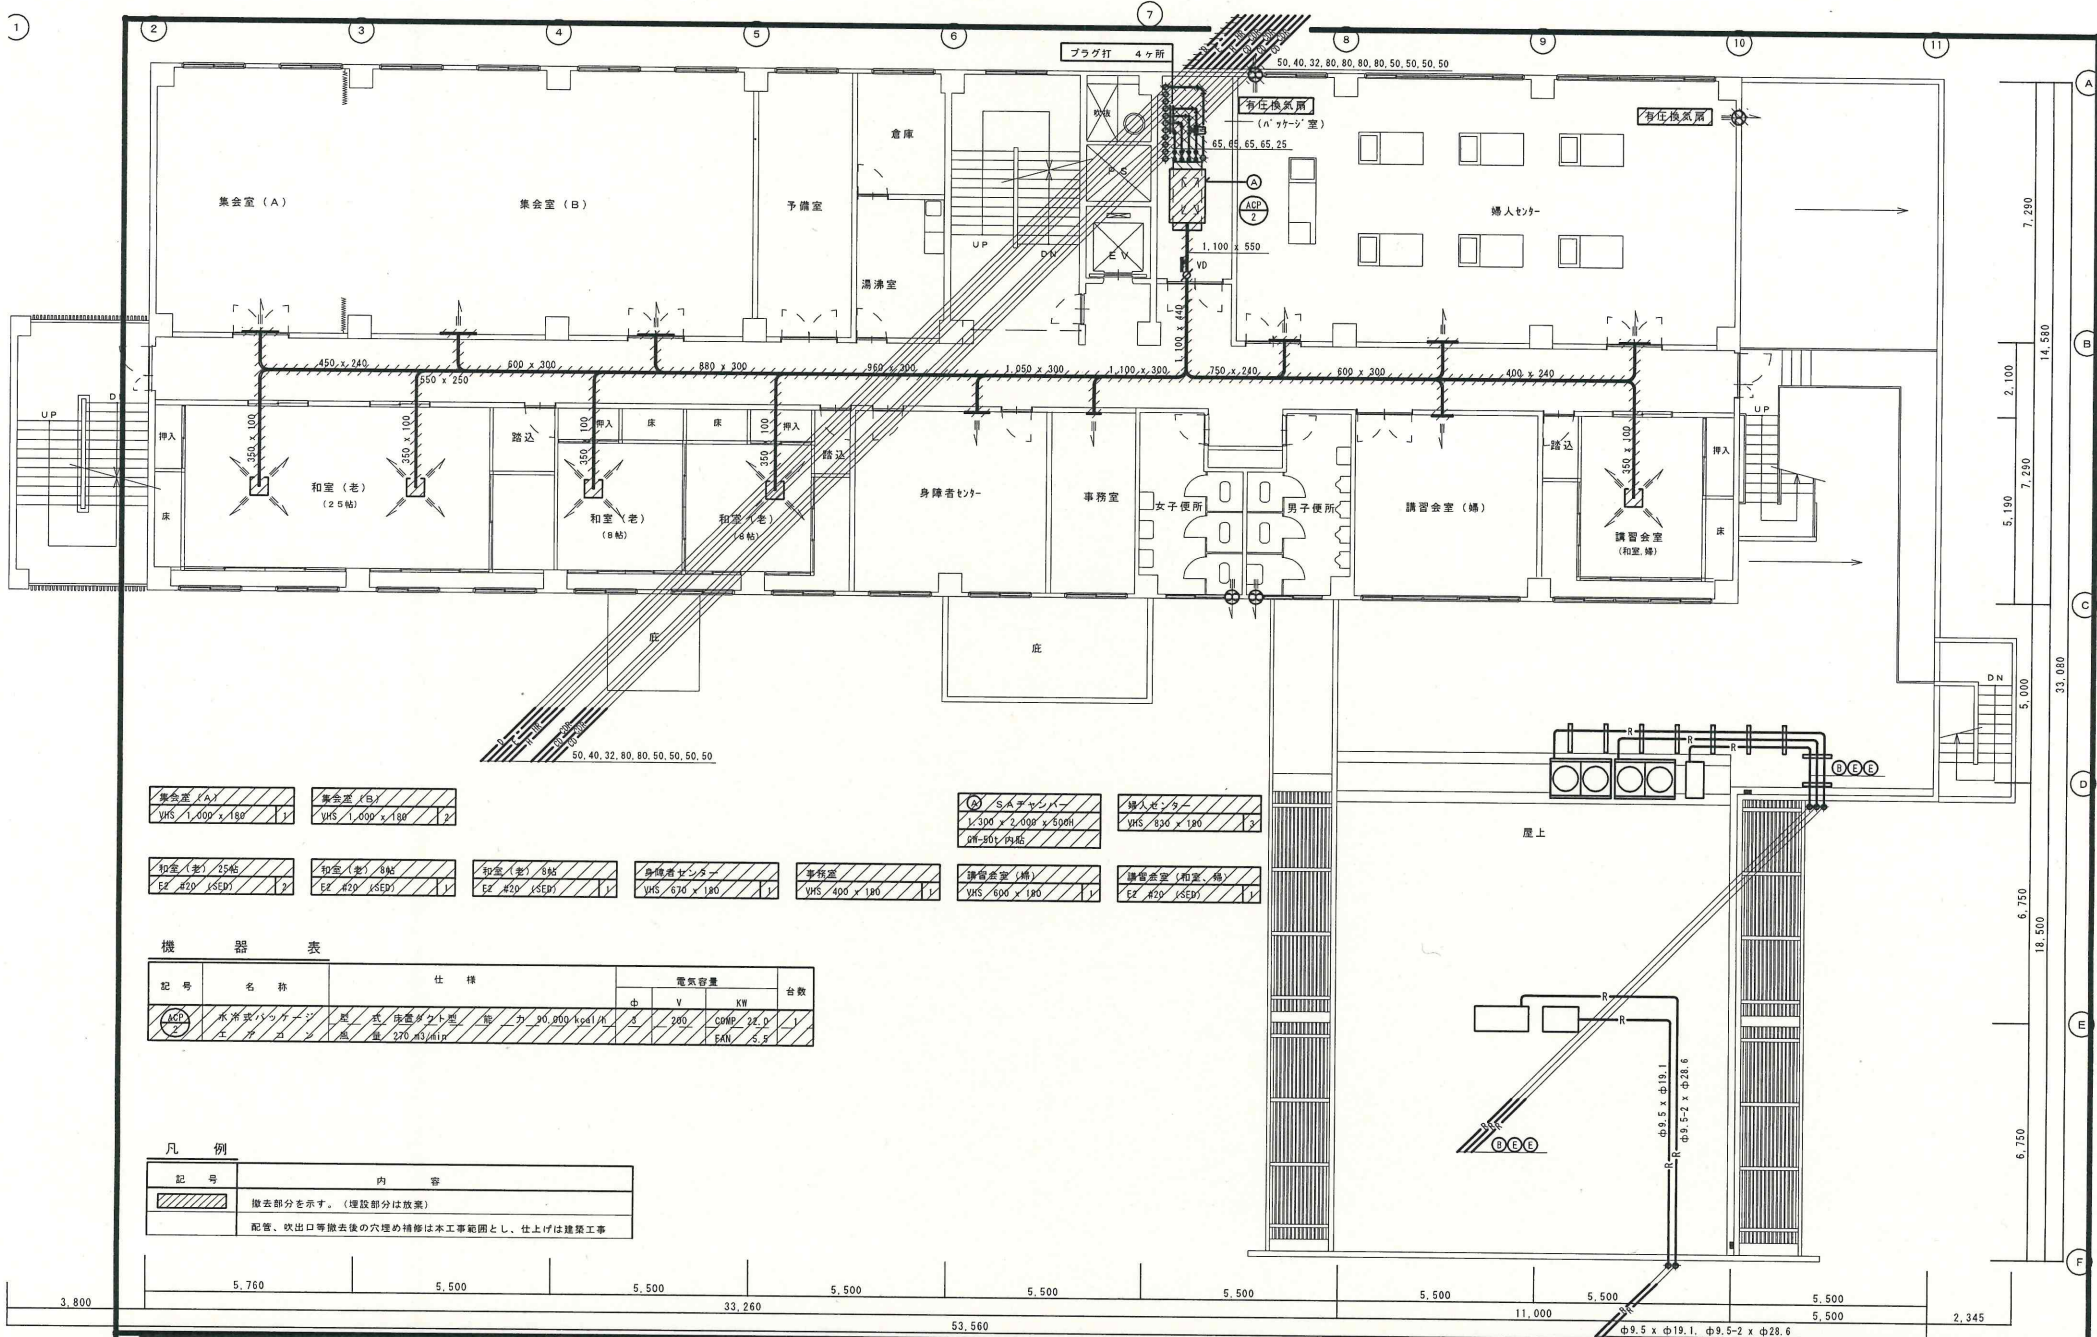 1
2
3
4
5
6
7
8
9
10
11
プラグ打 4ヶ所
50,40,32,80,80,80,80,50,50,50,50
A
有圧換気扇
(パッケージ室)
有圧換気扇
吹抜
倉庫
65,65,65,65,25
PS
A
ACP
2
集会室 (A)
集会室 (B)
予備室
婦人センター
7,290
UP
DN
EV
1,100 x 550
VD
湯沸室
1,100 x 440
14,580
B
450 x 240
600 x 300
880 x 300
960 x 300
1,050 x 300
1,100 x 300
750 x 240
600 x 300
400 x 240
550 x 250
2,100
UP
押入
350 x 100
350 x 100
踏込
350
100
押入
床
床
350
100
押入
踏込
踏込
350 x 100
押入
UP
和室 (老)
(25帖)
床
和室 (老)
(8帖)
和室 (老)
(8帖)
身障者センター
事務室
女子便所
男子便所
講習会室 (婦)
講習会室
(和室,婦)
床
7,290
5,190
C
庇
庇
33,080
5,000
DN
D
H
HR
CD
CDR
CD
CDR
50,40,32,80,80,50,50,50,50
R
R
R
B E E
D
集会室 (A)
VHS 1,000 x 180 1
集会室 (B)
VHS 1,000 x 180 2
A SAチャンバー
1,300 x 2,000 x 500H
GW-50t 内貼
婦人センター
VHS 830 x 180 3
屋上
和室 (老) 25帖
E2 #20 (SED) 2
和室 (老) 8帖
E2 #20 (SED) 1
和室 (老) 8帖
E2 #20 (SED) 1
身障者センター
VHS 670 x 180 1
事務室
VHS 400 x 180 1
講習会室 (婦)
VHS 600 x 180 1
講習会室 (和室、婦)
E2 #20 (SED) 1
6,750
18,500
機 器 表
記 号 名 称 仕 様 電気容量 台数
Φ V KW
ACP
2
水冷式パッケージ 型 式 床置ダクト型 能 力 90,000 kcal/h 3 200 COMP 22.0 1
エ ア コ ン 風 量 270 m3/min FAN 5.5
R
R
E
Φ9.5 x Φ19.1
Φ9.5-2 x Φ28.6
R
R
R
B E E
R
R
6,750
凡 例
記 号 内 容
撤去部分を示す。(埋設部分は放棄)
配管、吹出口等撤去後の穴埋め補修は本工事範囲とし、仕上げは建築工事
F
5,760
5,500
5,500
5,500
5,500
5,500
5,500
5,500
5,500
3,800
33,260
11,000
5,500
2,345
53,560
R
R
Φ9.5 x Φ19.1, Φ9.5-2 x Φ28.6